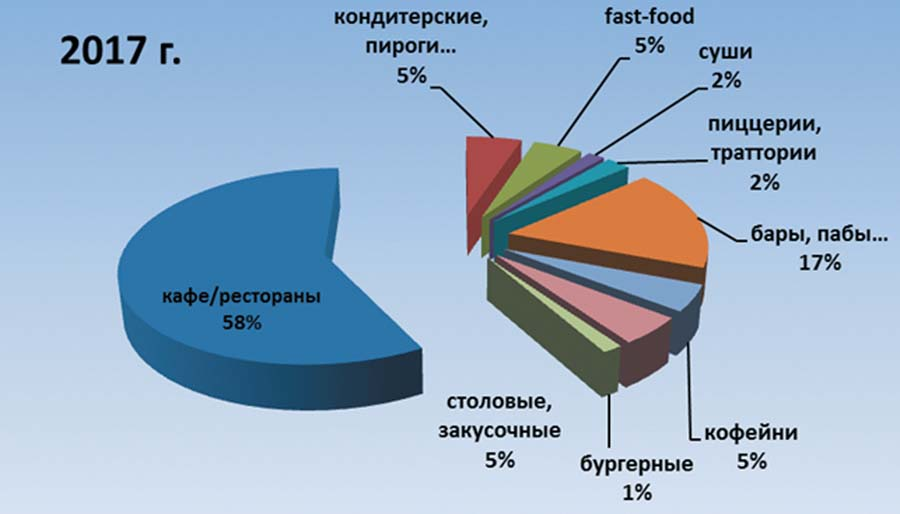 2017 г.
кондитерские,
пироги...
5%
fast-food
5%
суши
2%
пиццерии,
траттории
2%
бары, пабы...
17%
кафе/рестораны
58%
столовые,
закусочные
5%
бургерные
1%
кофейни
5%